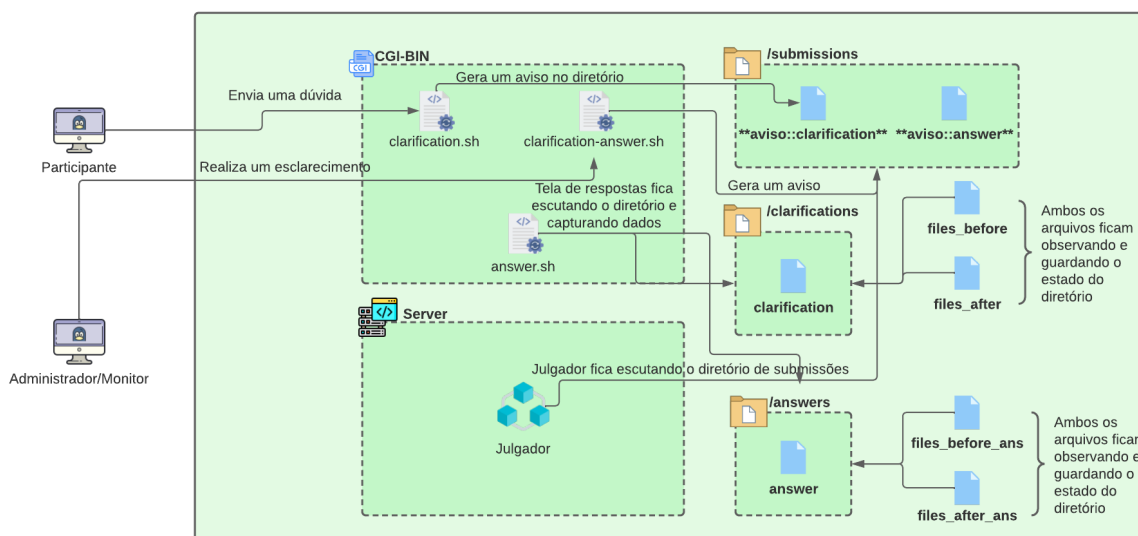 CGI-BIN
CGI
/submissions
Gera um aviso no diretório
Envia uma dúvida
clarification.sh
clarification-answer.sh
**aviso::clarification**
**aviso::answer**
Participante
Realiza um esclarecimento
Tela de respostas fica
escutando o diretório e
capturando dados
Gera um aviso
answer.sh
/clarifications
clarification
files_before
files_after
Ambos os
arquivos ficam
observando e
guardando o
estado do
diretório
Server
Administrador/Monitor
Julgador fica escutando o diretório de submissões
Julgador
/answers
answer
files_before_ans
files_after_ans
Ambos os
arquivos ficam
observando e
guardando o
estado do
diretório